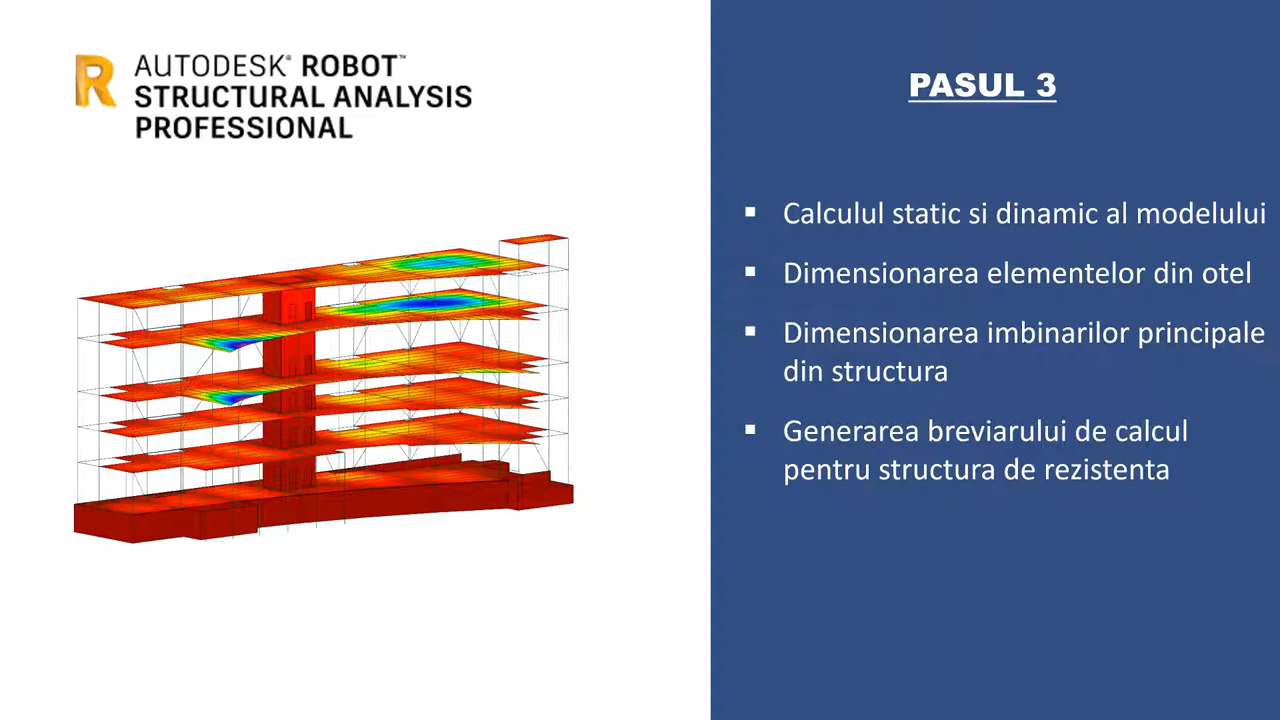 R AUTODESK® ROBOT™
STRUCTURAL ANALYSIS
PROFESSIONAL
PASUL 3
▪ Calculul static si dinamic al modelului
▪ Dimensionarea elementelor din otel
▪ Dimensionarea imbinarilor principale
din structura
▪ Generarea breviarului de calcul
pentru structura de rezistenta